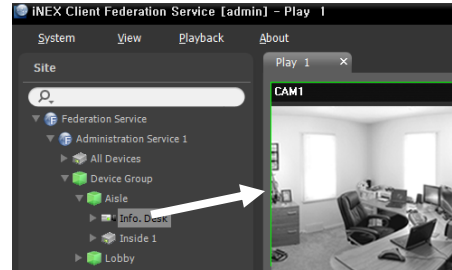 iNEX Client Federation Service [admin] - Play 1
System View Playback About
Site
Play 1
CAM1
Federation Service
Administration Service 1
All Devices
Device Group
Aisle
Info. Desk
Inside 1
Lobby